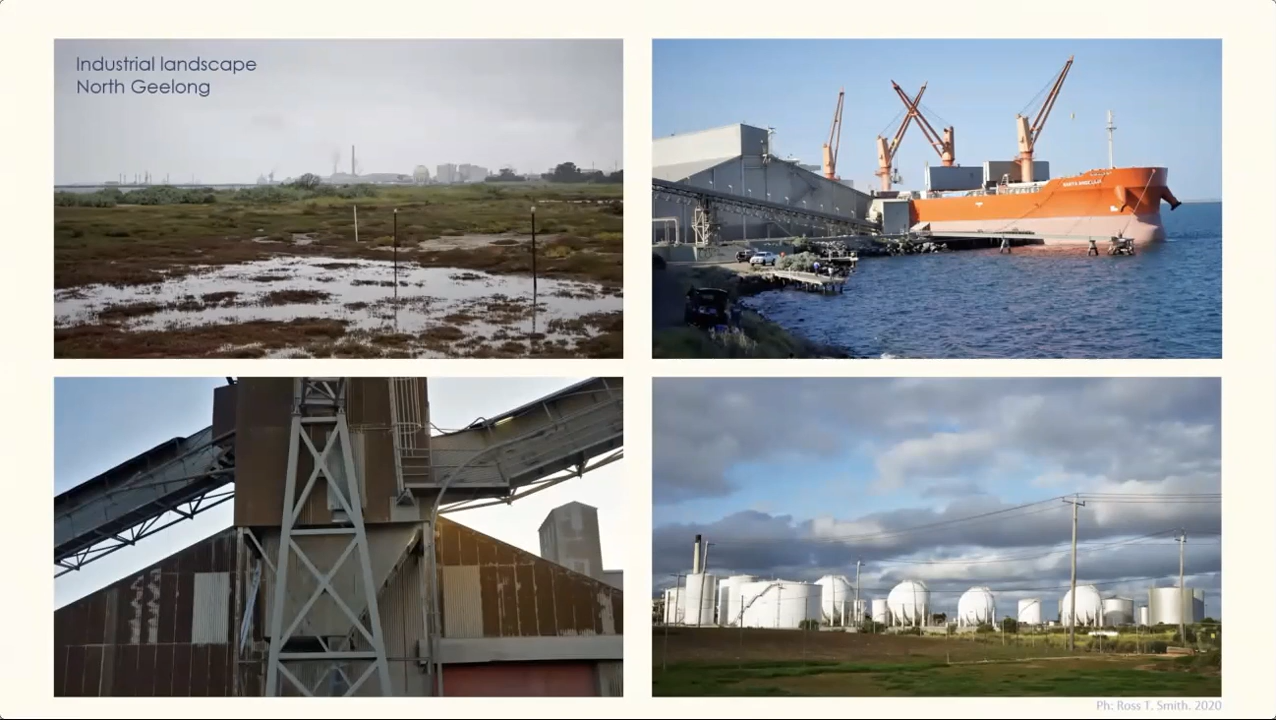 Industrial landscape
North Geelong
Ph: Ross T. Smith. 2020